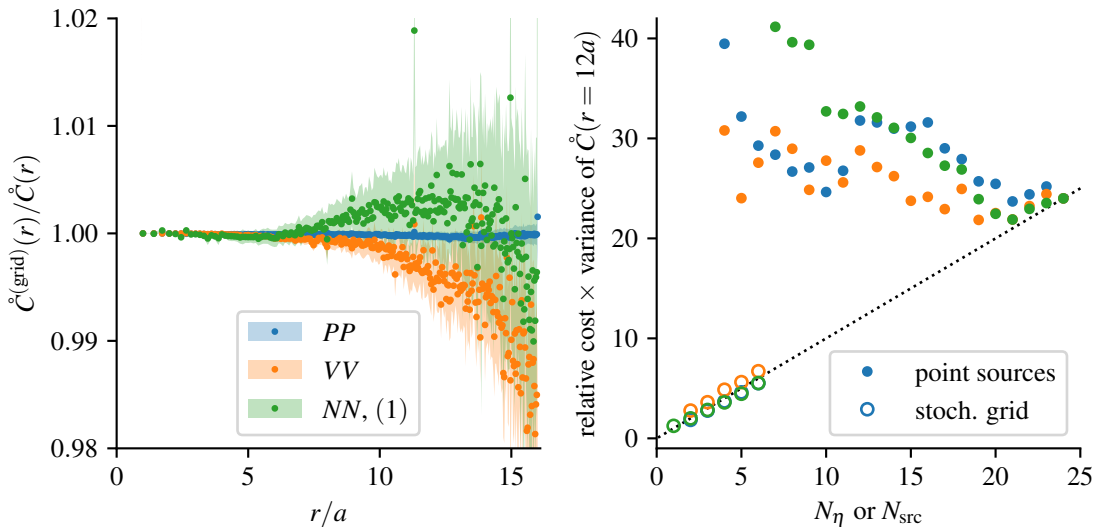 1.02
1.01
1.00
0.99
0.98
C̊⁽ᵍʳⁱᵈ⁾(r)/C̊(r)
PP
VV
NN, (1)
0 5 10 15
r/a
40
30
20
10
0
relative cost × variance of C̊(r = 12a)
point sources
stoch. grid
0 5 10 15 20 25
N_η or N_src